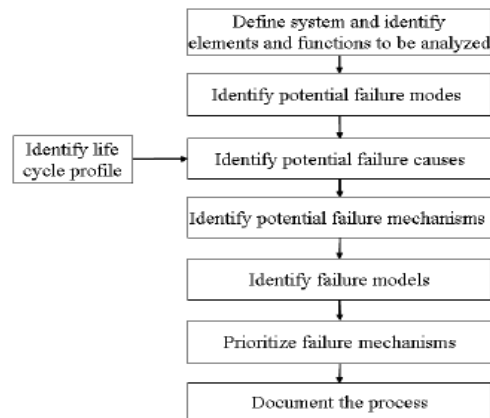 Define system and identify
elements and functions to be analyzed
Identify potential failure modes
Identify life
cycle profile
Identify potential failure causes
Identify potential failure mechanisms
Identify failure models
Prioritize failure mechanisms
Document the process